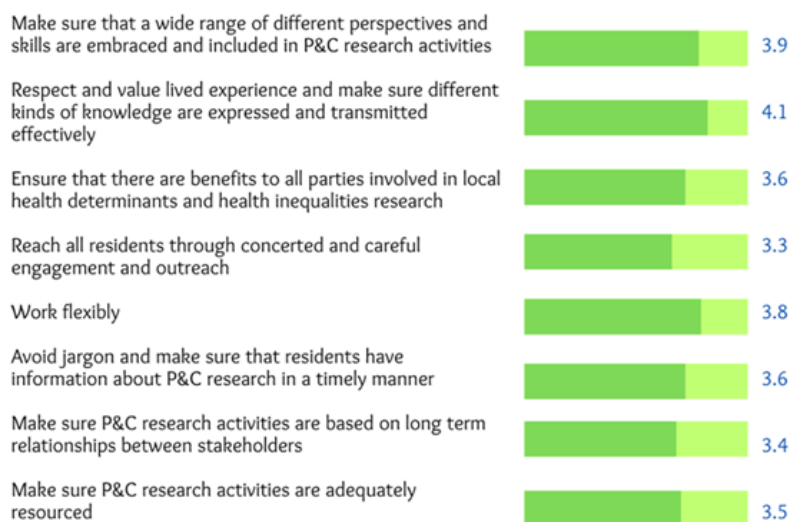 Make sure that a wide range of different perspectives and
skills are embraced and included in P&C research activities
3.9
Respect and value lived experience and make sure different
kinds of knowledge are expressed and transmitted
effectively
4.1
Ensure that there are benefits to all parties involved in local
health determinants and health inequalities research
3.6
Reach all residents through concerted and careful
engagement and outreach
3.3
Work flexibly
3.8
Avoid jargon and make sure that residents have
information about P&C research in a timely manner
3.6
Make sure P&C research activities are based on long term
relationships between stakeholders
3.4
Make sure P&C research activities are adequately
resourced
3.5